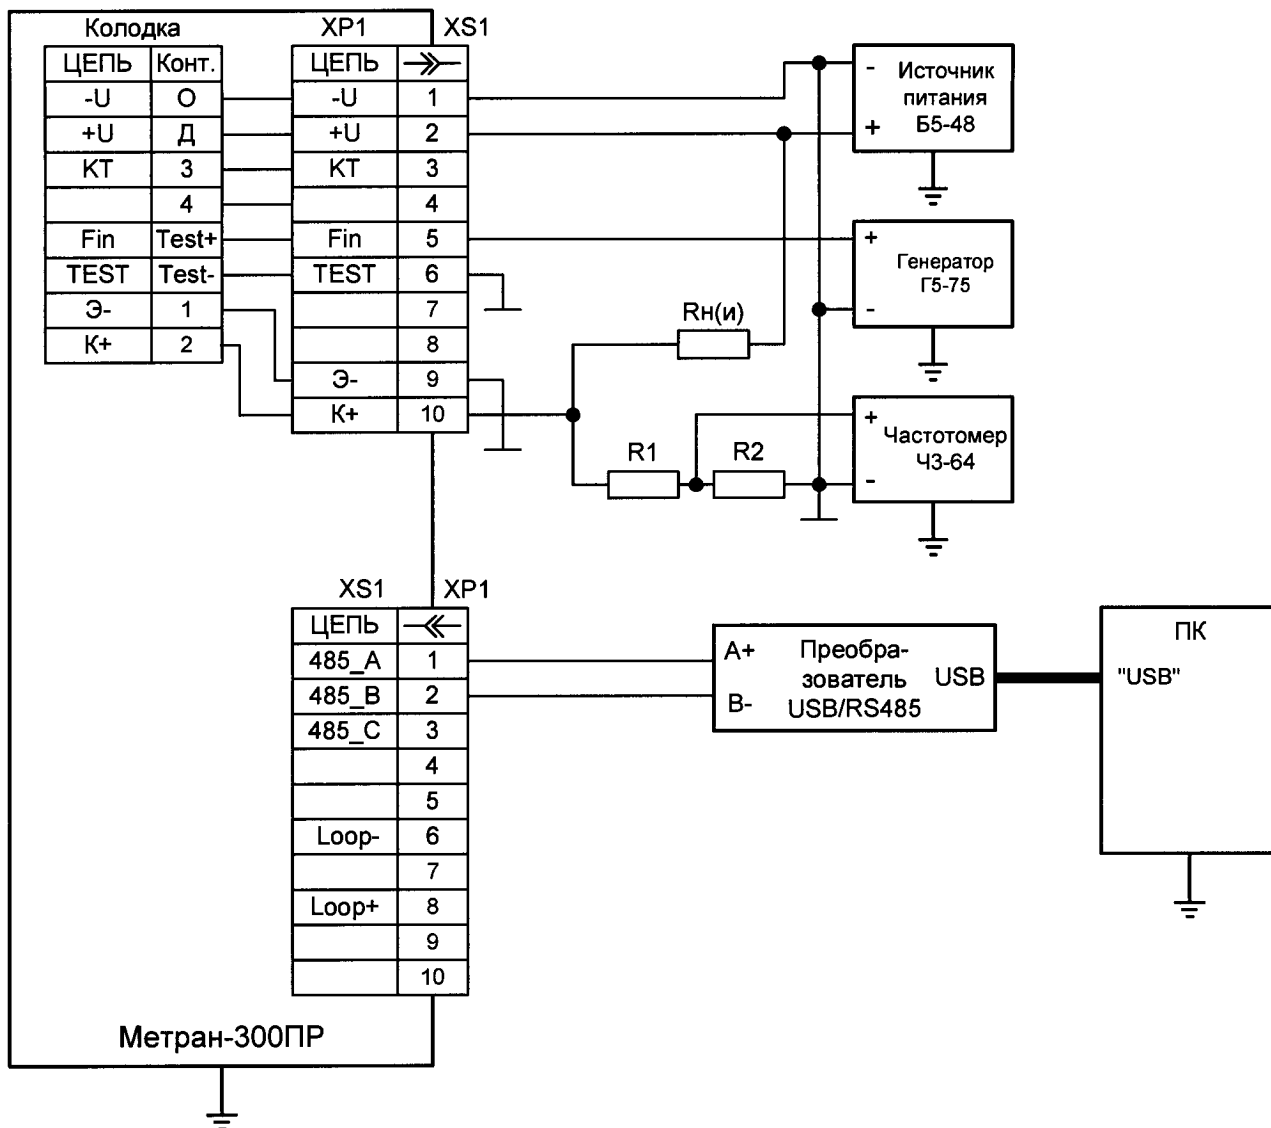 Колодка XP1 XS1
ЦЕПЬ Конт. ЦЕПЬ
-U О -U 1
+U Д +U 2
КТ 3 КТ 3
4 4
Fin Test+ Fin 5
TEST Test- TEST 6
Э- 1 7
К+ 2 8
Э- 9
К+ 10
- Источник
питания
+ Б5-48
+ Генератор
Г5-75
-
Rн(и)
R1 R2
+ Частотомер
Ч3-64
-
XS1 XP1
ЦЕПЬ
485_A 1
485_B 2
485_C 3
4
5
Loop- 6
7
Loop+ 8
9
10
A+ Преобра-
зователь USB
B- USB/RS485
ПК
"USB"
Метран-300ПР